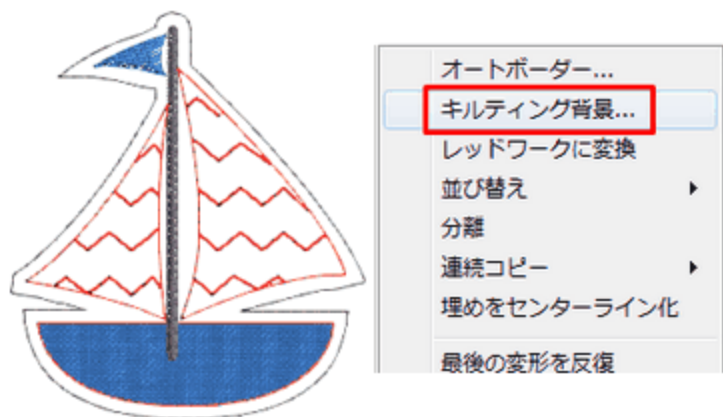 オートボーダー...
キルティング背景...
レッドワークに変換
並び替え
分離
連続コピー
埋めをセンターライン化
最後の変形を反復